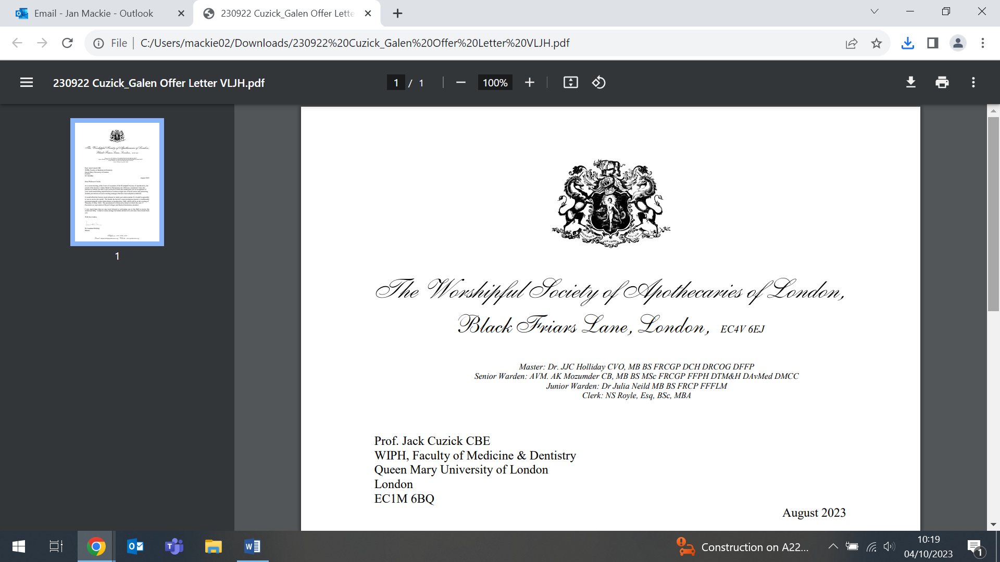 Email - Jan Mackie - Outlook
230922 Cuzick_Galen Offer Lette
File
C:/Users/mackie02/Downloads/230922%20Cuzick_Galen%20Offer%20Letter%20VLJH.pdf
230922 Cuzick_Galen Offer Letter VLJH.pdf
1 / 1
100%
1
The Worshipful Society of Apothecaries of London,
Black Friars Lane, London, EC4V 6EJ
Master: Dr. JJC Holliday CVO, MB BS FRCGP DCH DRCOG DFFP
Senior Warden: AVM. AK Mozumder CB, MB BS MSc FRCGP FFPH DTM&H DAvMed DMCC
Junior Warden: Dr Julia Neild MB BS FRCP FFFLM
Clerk: NS Royle, Esq, BSc, MBA
Prof. Jack Cuzick CBE
WIPH, Faculty of Medicine & Dentistry
Queen Mary University of London
London
EC1M 6BQ
August 2023
Construction on A22...
10:19
04/10/2023
1